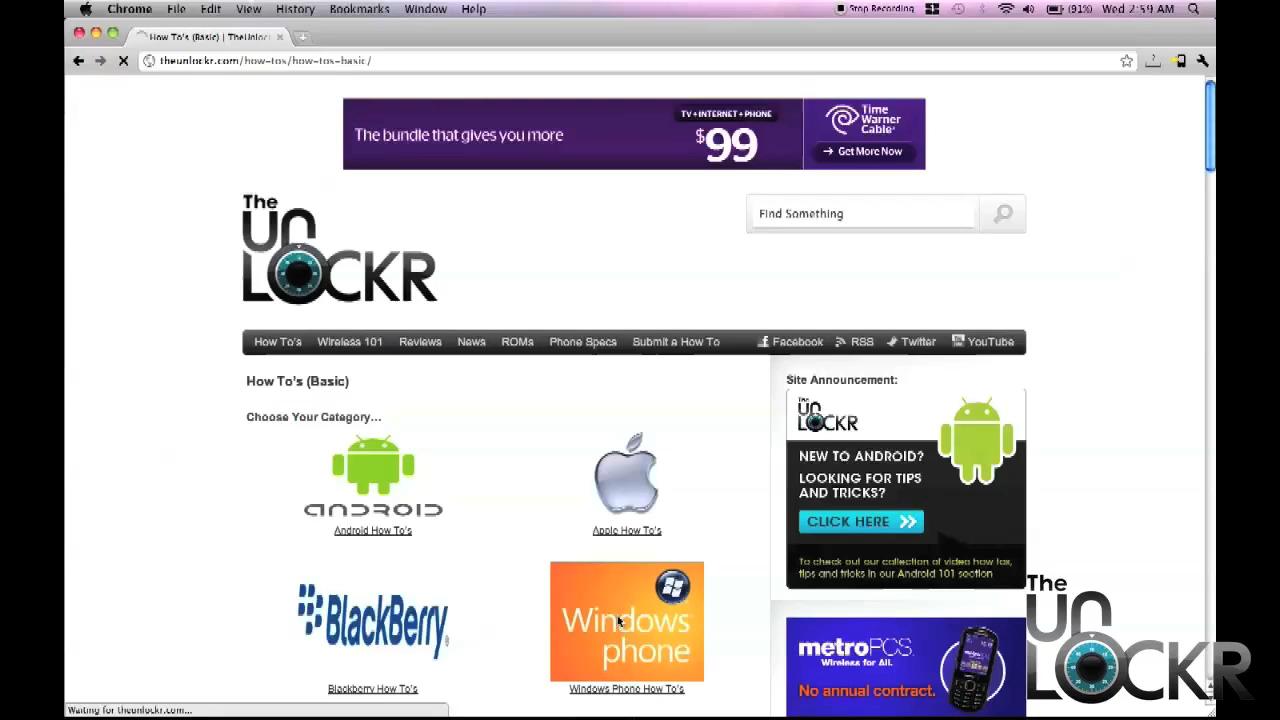 Chrome File Edit View History Bookmarks Window Help Stop Recording (91%) Wed 2:59 AM
How To's (Basic) | TheUnlock
theunlockr.com/how-tos/how-tos-basic/
The bundle that gives you more
TV + INTERNET + PHONE
$99
Time Warner Cable
→ Get More Now
The UNLOCKR
Find Something
How To's Wireless 101 Reviews News ROMs Phone Specs Submit a How To Facebook RSS Twitter YouTube
How To's (Basic)
Choose Your Category...
ANDROID
Android How To's
Apple How To's
BlackBerry
Blackberry How To's
Windows
phone
Windows Phone How To's
Site Announcement:
The UNLOCKR
NEW TO ANDROID?
LOOKING FOR TIPS
AND TRICKS?
CLICK HERE
To check out our collection of video how tos,
tips and tricks in our Android 101 section
metroPCS.
Wireless for All.
No annual contract.
The UNLOCKR
Waiting for theunlockr.com...